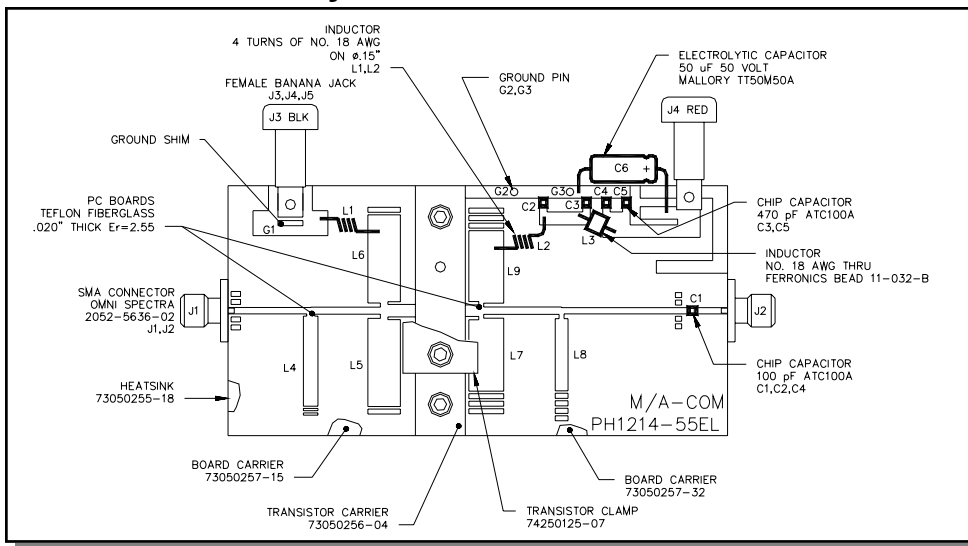 INDUCTOR
4 TURNS OF NO. 18 AWG
ON ø.15"
L1,L2
FEMALE BANANA JACK
J3,J4,J5
J3 BLK
GROUND SHIM
GROUND PIN
G2,G3
ELECTROLYTIC CAPACITOR
50 uF 50 VOLT
MALLORY TT50M50A
J4 RED
C6 +
PC BOARDS
TEFLON FIBERGLASS
.020" THICK Er=2.55
G1
L1
L6
G2
G3
C4
C5
C2
C3
L2
L3
L9
CHIP CAPACITOR
470 pF ATC100A
C3,C5
INDUCTOR
NO. 18 AWG THRU
FERRONICS BEAD 11-032-B
SMA CONNECTOR
OMNI SPECTRA
2052-5636-02
J1,J2
J1
C1
J2
L4
L5
L7
L8
CHIP CAPACITOR
100 pF ATC100A
C1,C2,C4
HEATSINK
73050255-18
M/A-COM
PH1214-55EL
BOARD CARRIER
73050257-15
BOARD CARRIER
73050257-32
TRANSISTOR CARRIER
73050256-04
TRANSISTOR CLAMP
74250125-07